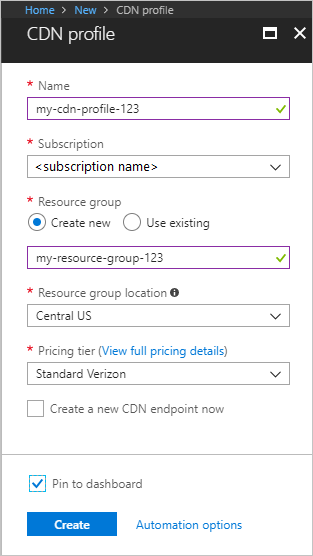 Home > New > CDN profile
CDN profile
* Name
my-cdn-profile-123
* Subscription
<subscription name>
* Resource group
Create new Use existing
my-resource-group-123
* Resource group location
Central US
* Pricing tier (View full pricing details)
Standard Verizon
Create a new CDN endpoint now
Pin to dashboard
Create Automation options